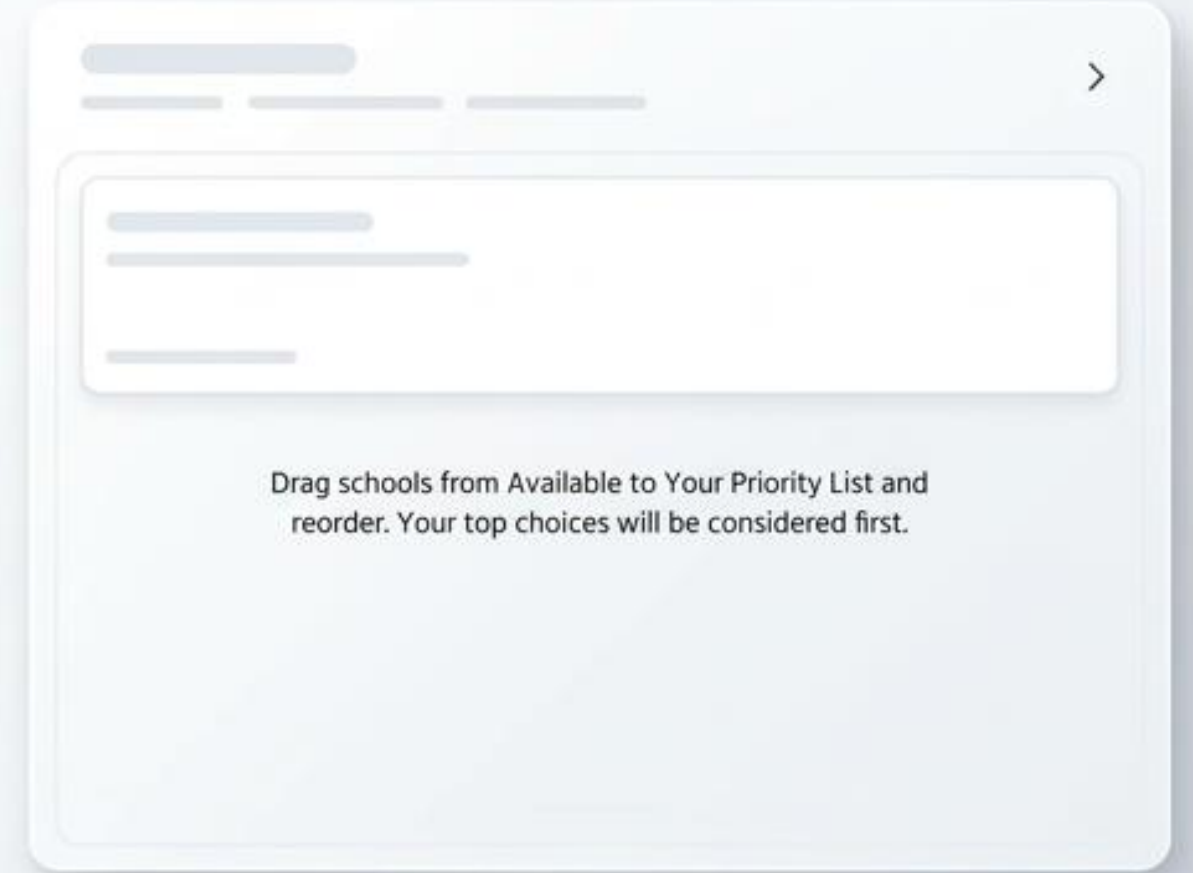 Drag schools from Available to Your Priority List and
reorder. Your top choices will be considered first.